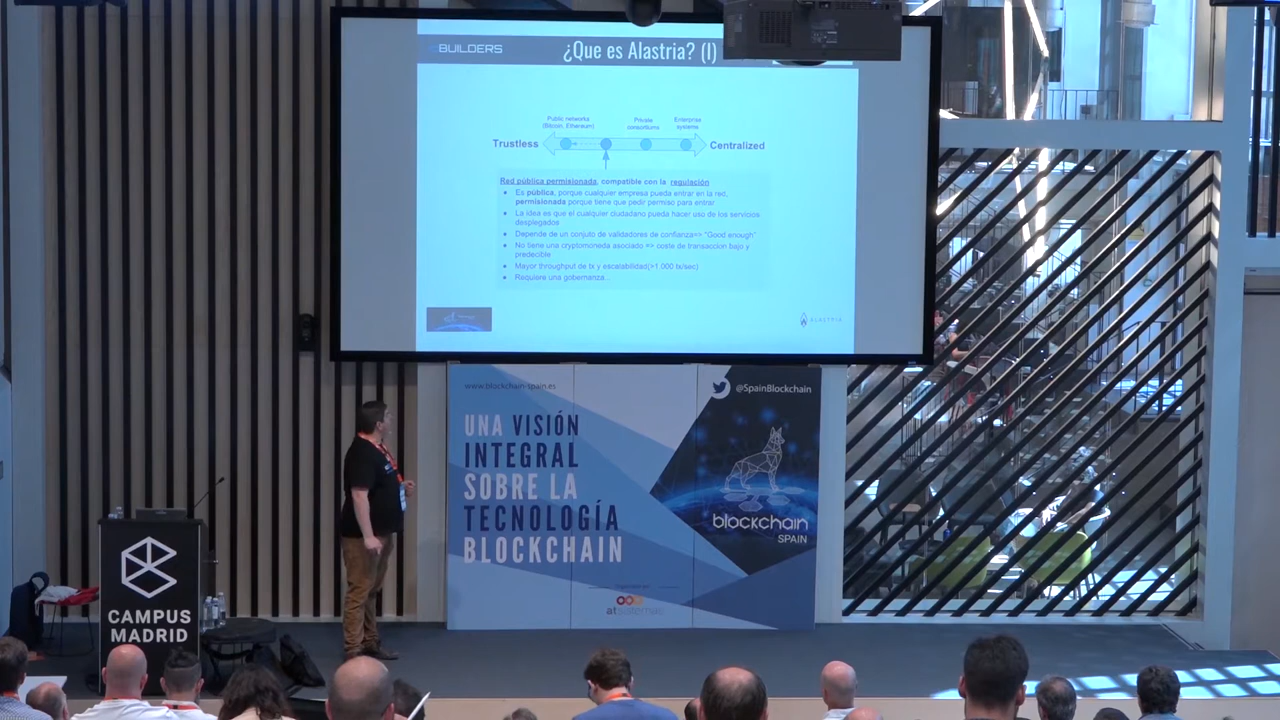 BUILDERS
¿Que es Alastria? (I)
Public networks
(Bitcoin, Ethereum)
Private
consortiums
Enterprise
systems
Trustless
Centralized
Red pública permisionada, compatible con la regulación
Es pública, porque cualquier empresa pueda entrar en la red,
permisionada porque tiene que pedir permiso para entrar
La idea es que el cualquier ciudadano pueda hacer uso de los servicios
desplegados
Depende de un conjuto de validadores de confianza=> "Good enough"
No tiene una cryptomoneda asociado => coste de transaccion bajo y
predecible
Mayor throughput de tx y escalabilidad(>1.000 tx/sec)
Requiere una gobernanza...
ALASTRIA
www.blockchain-spain.es
@SpainBlockchain
UNA VISIÓN
INTEGRAL
SOBRE LA
TECNOLOGÍA
BLOCKCHAIN
blockchain
SPAIN
atsistemas
CAMPUS
MADRID